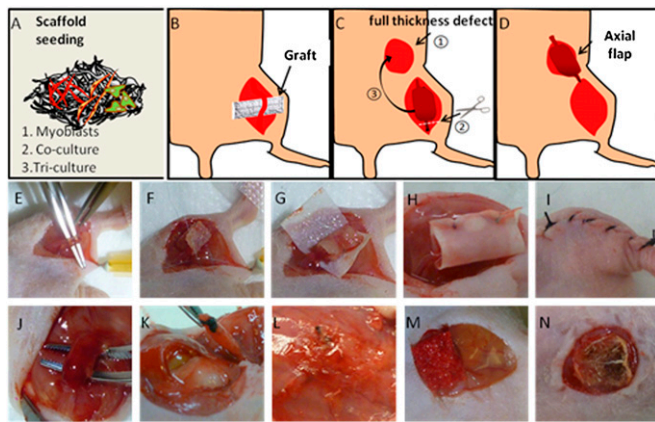 A
Scaffold
seeding
1. Myoblasts
2. Co-culture
3.Tri-culture
B
Graft
C
full thickness defect
①
③
②
D
Axial
flap
E
F
G
H
I
J
K
L
M
N